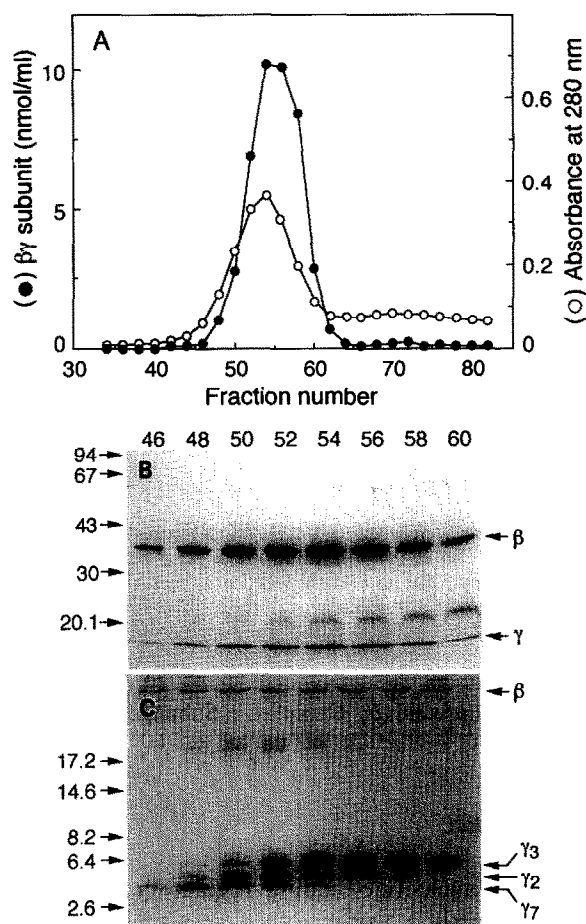 A
10
5
0
0.6
0.4
0.2
0
(●) βγ subunit (nmol/ml)
(○) Absorbance at 280 nm
30 40 50 60 70 80
Fraction number
46 48 50 52 54 56 58 60
B
94
67
43
30
20.1
β
γ
C
17.2
14.6
8.2
6.4
2.6
β
γ3
γ2
γ7